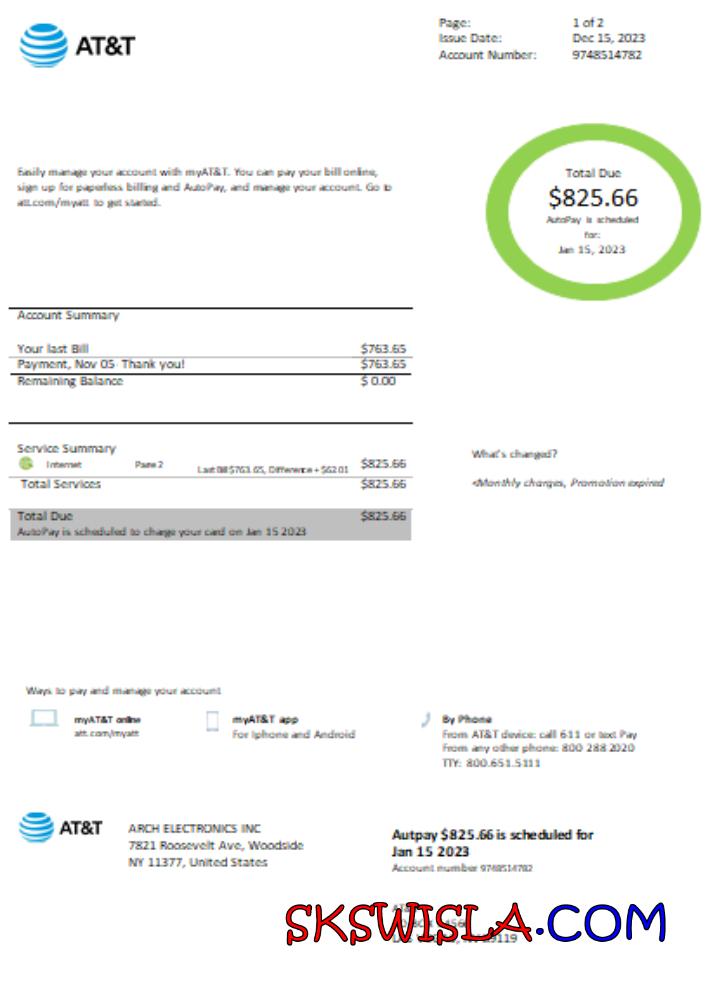 AT&T
Page: 1 of 2
Issue Date: Dec 15, 2023
Account Number: 9748514782
Easily manage your account with myAT&T. You can pay your bill online,
sign up for paperless billing and AutoPay, and manage your account. Go to
att.com/myatt to get started.
Total Due
$825.66
AutoPay is scheduled
for:
Jan 15, 2023
Account Summary
Your last Bill $763.65
Payment, Nov 05- Thank you! $763.65
Remaining Balance $ 0.00
Service Summary
Internet Page 2 Last Bill $763.65, Difference + $62.01 $825.66
Total Services $825.66
Total Due $825.66
AutoPay is scheduled to charge your card on Jan 15 2023
What's changed?
<Monthly charges, Promotion expired
Ways to pay and manage your account
myAT&T online
att.com/myatt
myAT&T app
For Iphone and Android
By Phone
From AT&T device: call 611 or text Pay
From any other phone: 800 288 2020
TTY: 800.651.5111
AT&T
ARCH ELECTRONICS INC
7821 Roosevelt Ave, Woodside
NY 11377, United States
Autpay $825.66 is scheduled for
Jan 15 2023
Account number 9748514782
SKSWISLA.COM